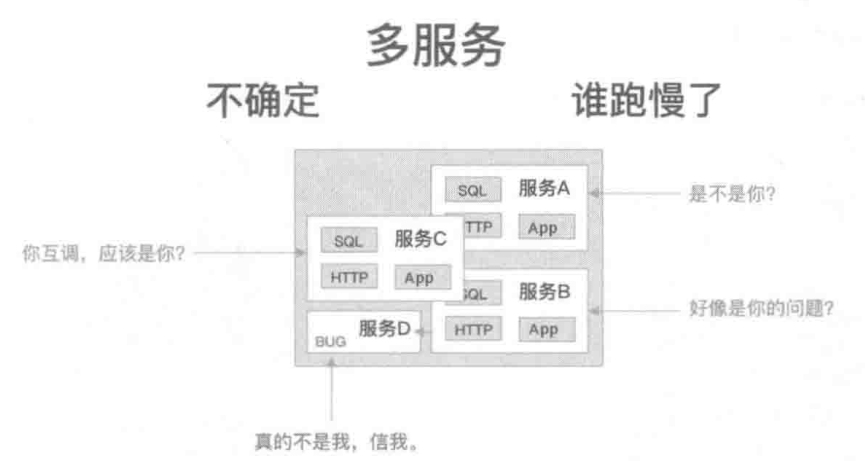 多服务
不确定 谁跑慢了
SQL 服务A
是不是你?
TTP App
SQL 服务C
你互调，应该是你?
HTTP App
SQL 服务B
好像是你的问题?
HTTP App
服务D
BUG
真的不是我，信我。